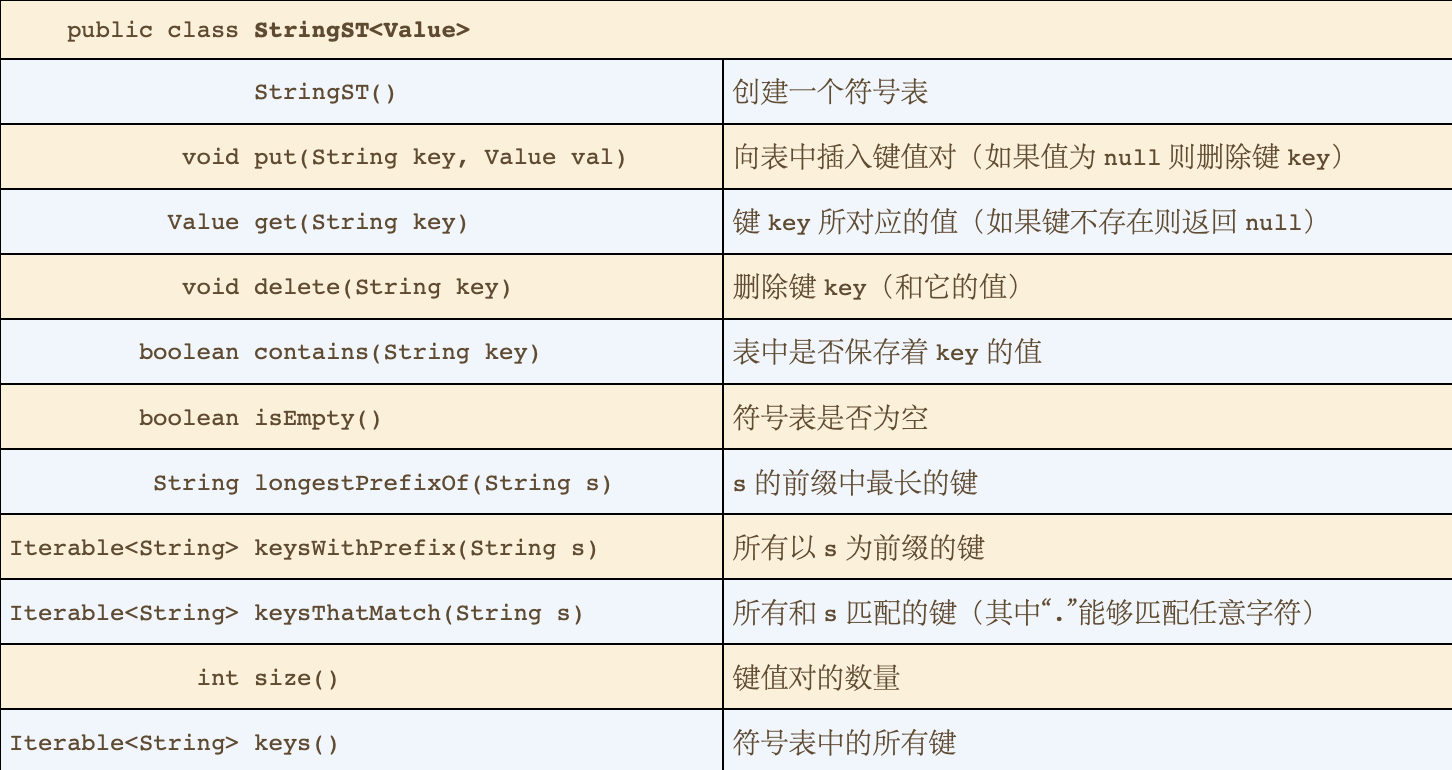 public class StringST<Value>
StringST() 创建一个符号表
void put(String key, Value val) 向表中插入键值对（如果值为 null 则删除键 key）
Value get(String key) 键 key 所对应的值（如果键不存在则返回 null）
void delete(String key) 删除键 key（和它的值）
boolean contains(String key) 表中是否保存着 key 的值
boolean isEmpty() 符号表是否为空
String longestPrefixOf(String s) s 的前缀中最长的键
Iterable<String> keysWithPrefix(String s) 所有以 s 为前缀的键
Iterable<String> keysThatMatch(String s) 所有和 s 匹配的键（其中“.”能够匹配任意字符）
int size() 键值对的数量
Iterable<String> keys() 符号表中的所有键